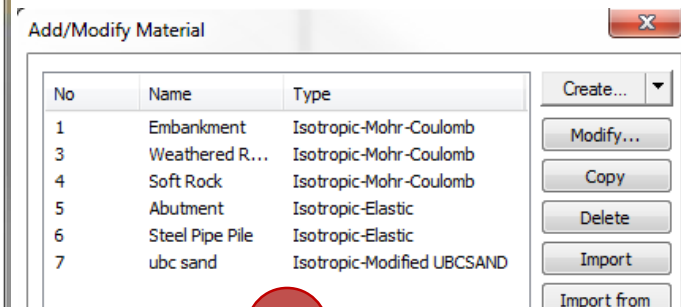 Add/Modify Material
No Name Type Create...
1 Embankment Isotropic-Mohr-Coulomb Modify...
3 Weathered R... Isotropic-Mohr-Coulomb
4 Soft Rock Isotropic-Mohr-Coulomb Copy
5 Abutment Isotropic-Elastic Delete
6 Steel Pipe Pile Isotropic-Elastic
7 ubc sand Isotropic-Modified UBCSAND Import
Import from